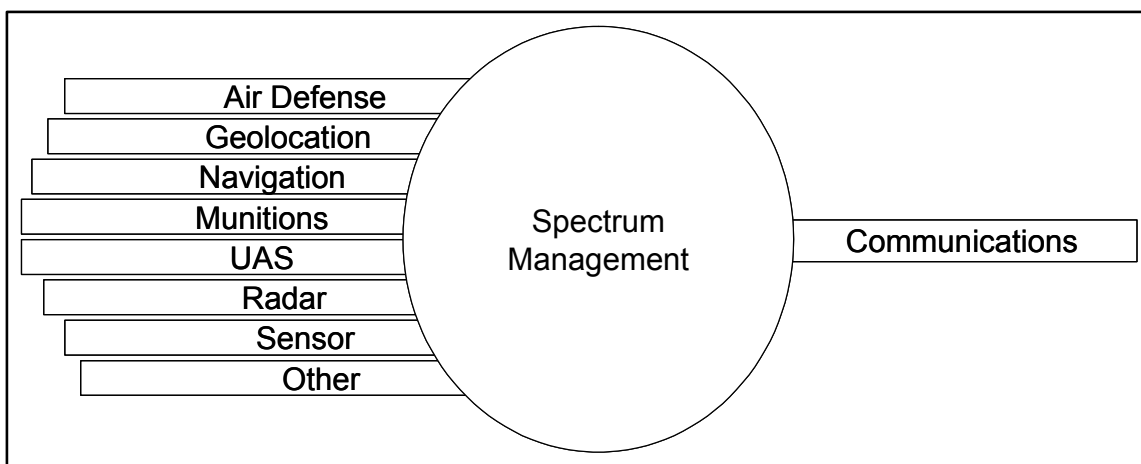 Air Defense
Geolocation
Navigation
Munitions
UAS
Radar
Sensor
Other
Spectrum
Management
Communications